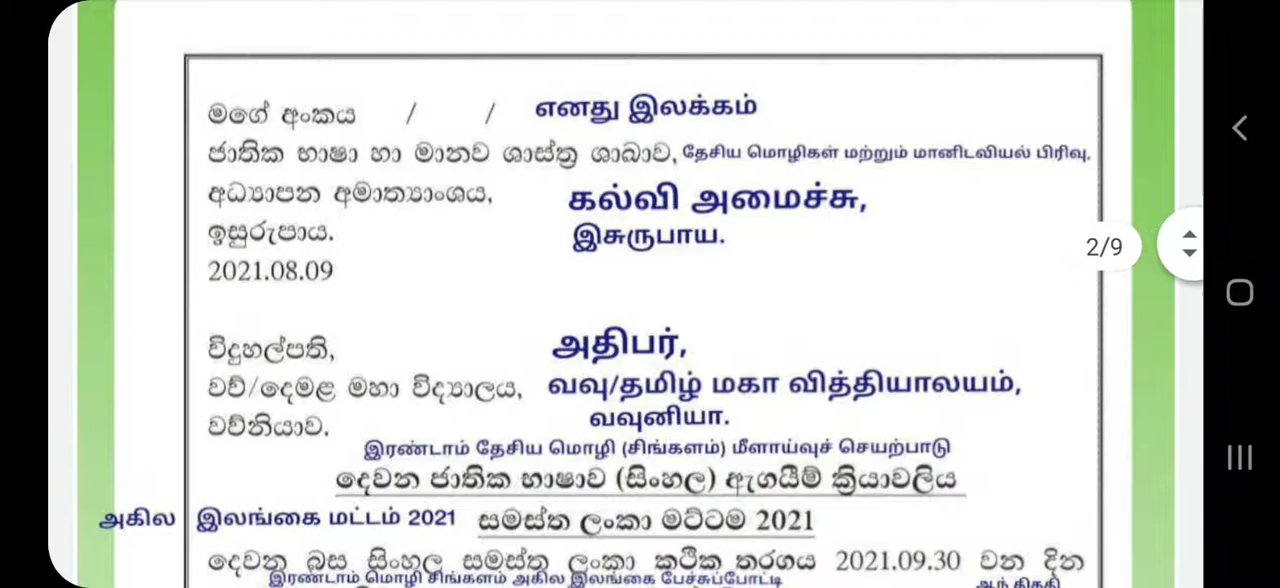 මගේ අංකය / / எனது இலக்கம்
ජාතික භාෂා හා මානව ශාස්ත්‍ර ශාඛාව, தேசிய மொழிகள் மற்றும் மானிடவியல் பிரிவு.
අධ්‍යාපන අමාත්‍යාංශය, கல்வி அமைச்சு,
ඉසුරුපාය. இசுருபாய.
2/9
2021.08.09
විදුහල්පති, அதிபர்,
වව්/දෙමළ මහා විද්‍යාලය, வவு/தமிழ் மகா வித்தியாலயம்,
වව්නියාව. வவுனியா.
இரண்டாம் தேசிய மொழி (சிங்களம்) மீளாய்வுச் செயற்பாடு
දෙවන ජාතික භාෂාව (සිංහල) ඇගයීම් ක්‍රියාවලිය
அகில இலங்கை மட்டம் 2021 සමස්ත ලංකා මට්ටම 2021
දෙවන බස සිංහල සමස්ත ලංකා කථික තරගය 2021.09.30 වන දින
இரண்டாம் மொழி சிங்களம் அகில இலங்கை பேச்சுப்போட்டி